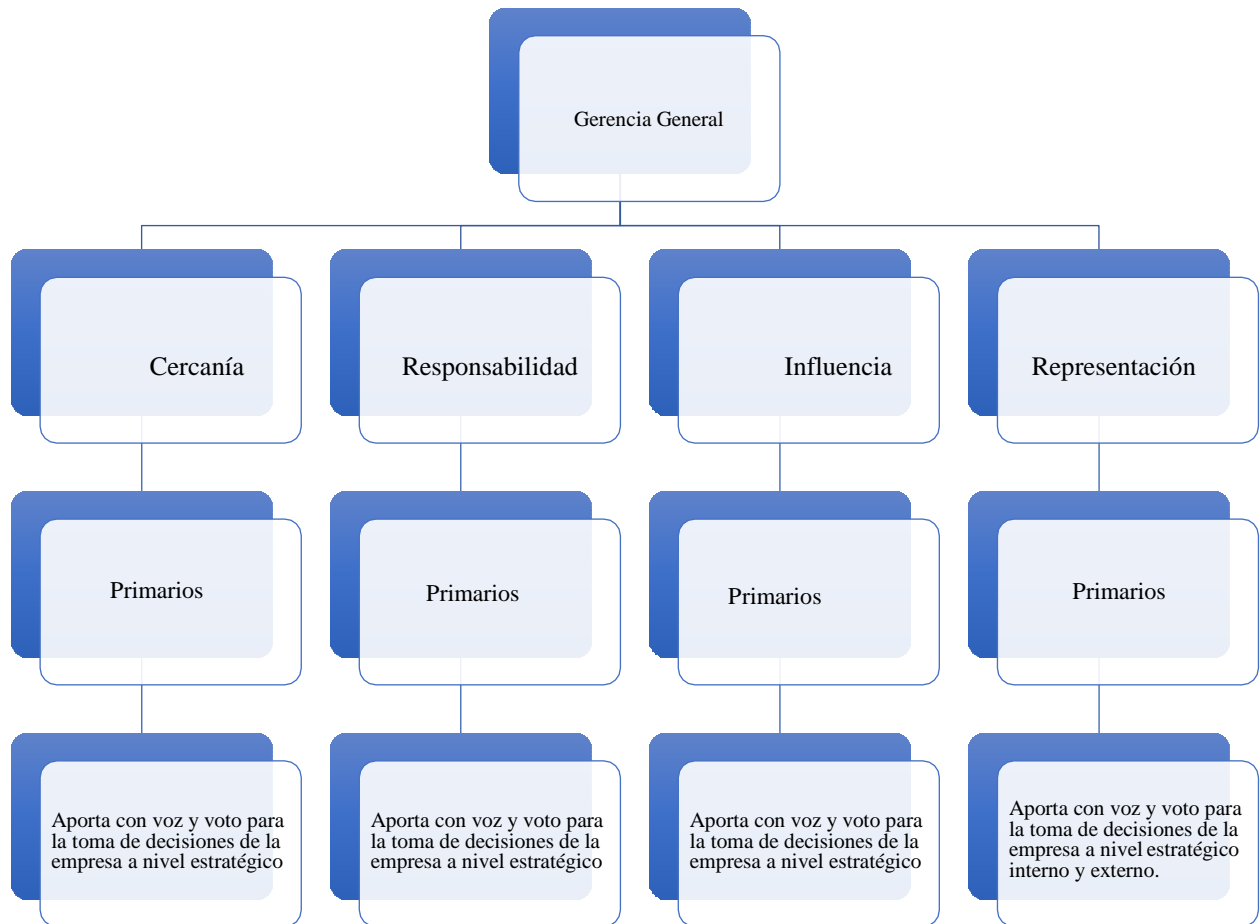 Gerencia General
Cercanía
Responsabilidad
Influencia
Representación
Primarios
Primarios
Primarios
Primarios
Aporta con voz y voto para
la toma de decisiones de la
empresa a nivel estratégico
Aporta con voz y voto para
la toma de decisiones de la
empresa a nivel estratégico
Aporta con voz y voto para
la toma de decisiones de la
empresa a nivel estratégico
Aporta con voz y voto para
la toma de decisiones de la
empresa a nivel estratégico
interno y externo.